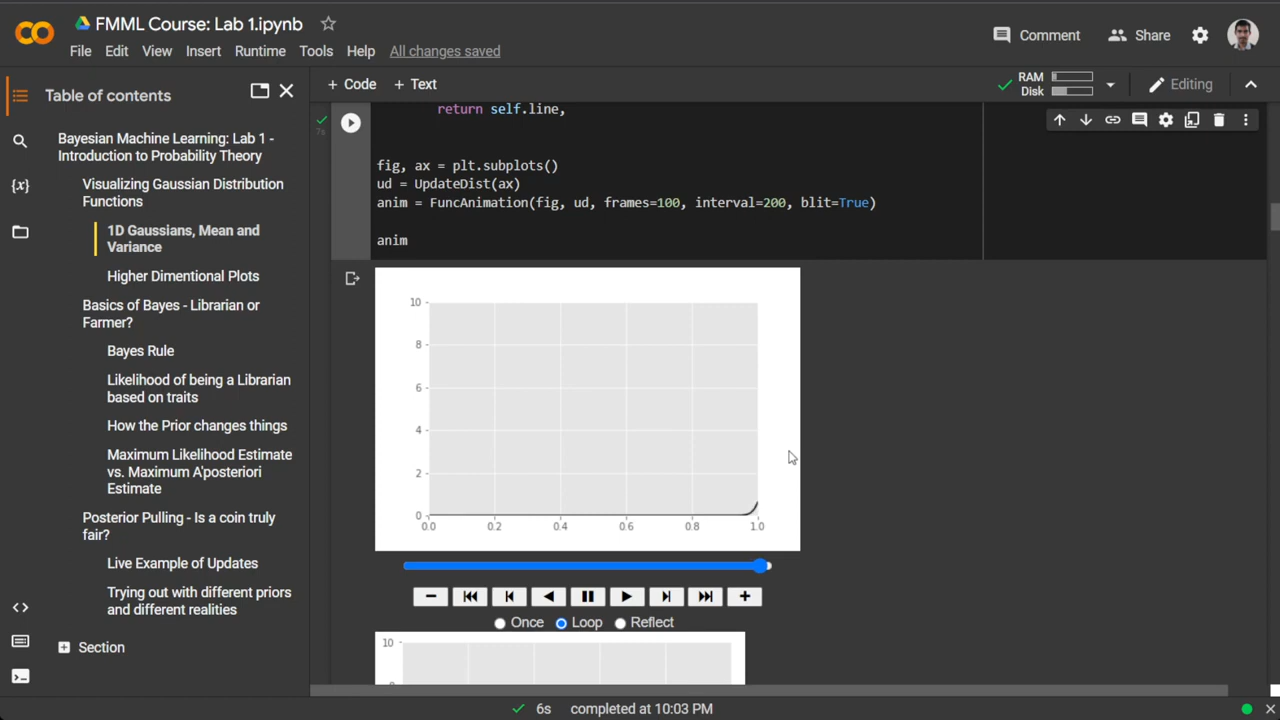 FMML Course: Lab 1.ipynb
File Edit View Insert Runtime Tools Help All changes saved
Comment Share
Table of contents
+ Code + Text
RAM
Disk
Editing
Bayesian Machine Learning: Lab 1 -
Introduction to Probability Theory
Visualizing Gaussian Distribution
Functions
1D Gaussians, Mean and
Variance
Higher Dimentional Plots
Basics of Bayes - Librarian or
Farmer?
Bayes Rule
Likelihood of being a Librarian
based on traits
How the Prior changes things
Maximum Likelihood Estimate
vs. Maximum A'posteriori
Estimate
Posterior Pulling - Is a coin truly
fair?
Live Example of Updates
Trying out with different priors
and different realities
Section
{x}
7s
return self.line,
fig, ax = plt.subplots()
ud = UpdateDist(ax)
anim = FuncAnimation(fig, ud, frames=100, interval=200, blit=True)
anim
10
8
6
4
2
0
0.0 0.2 0.4 0.6 0.8 1.0
Once Loop Reflect
10
6s completed at 10:03 PM